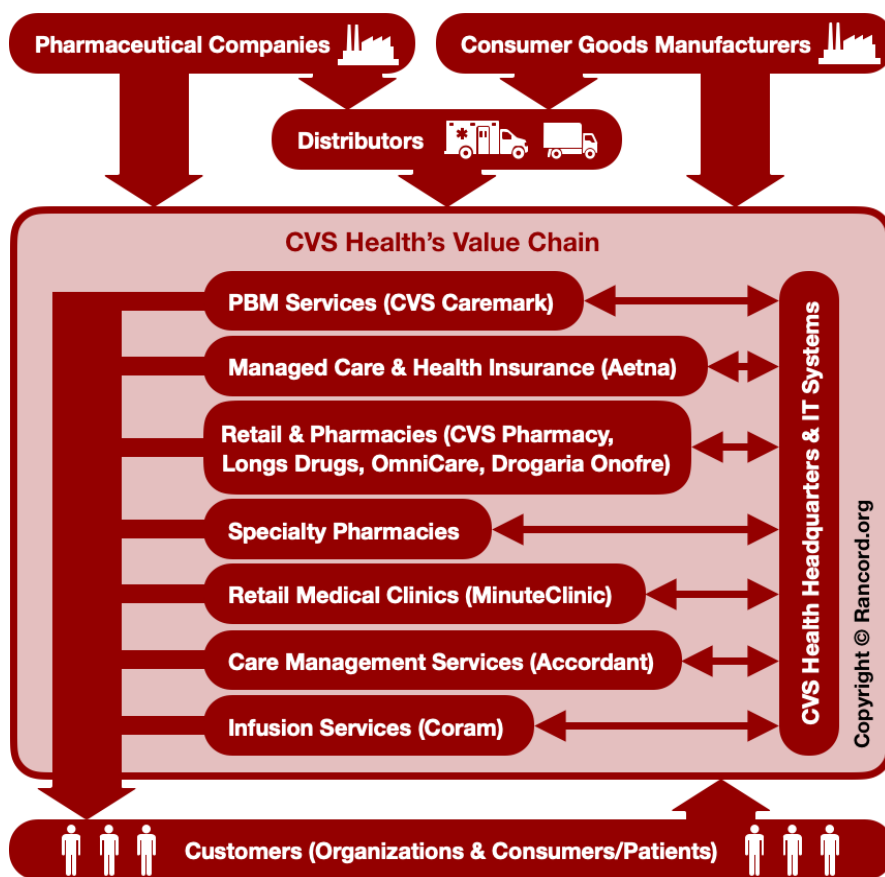 Pharmaceutical Companies
Consumer Goods Manufacturers
Distributors
CVS Health's Value Chain
PBM Services (CVS Caremark)
Managed Care & Health Insurance (Aetna)
Retail & Pharmacies (CVS Pharmacy,
Longs Drugs, OmniCare, Drogaria Onofre)
Specialty Pharmacies
Retail Medical Clinics (MinuteClinic)
Care Management Services (Accordant)
Infusion Services (Coram)
CVS Health Headquarters & IT Systems
Copyright © Rancord.org
Customers (Organizations & Consumers/Patients)